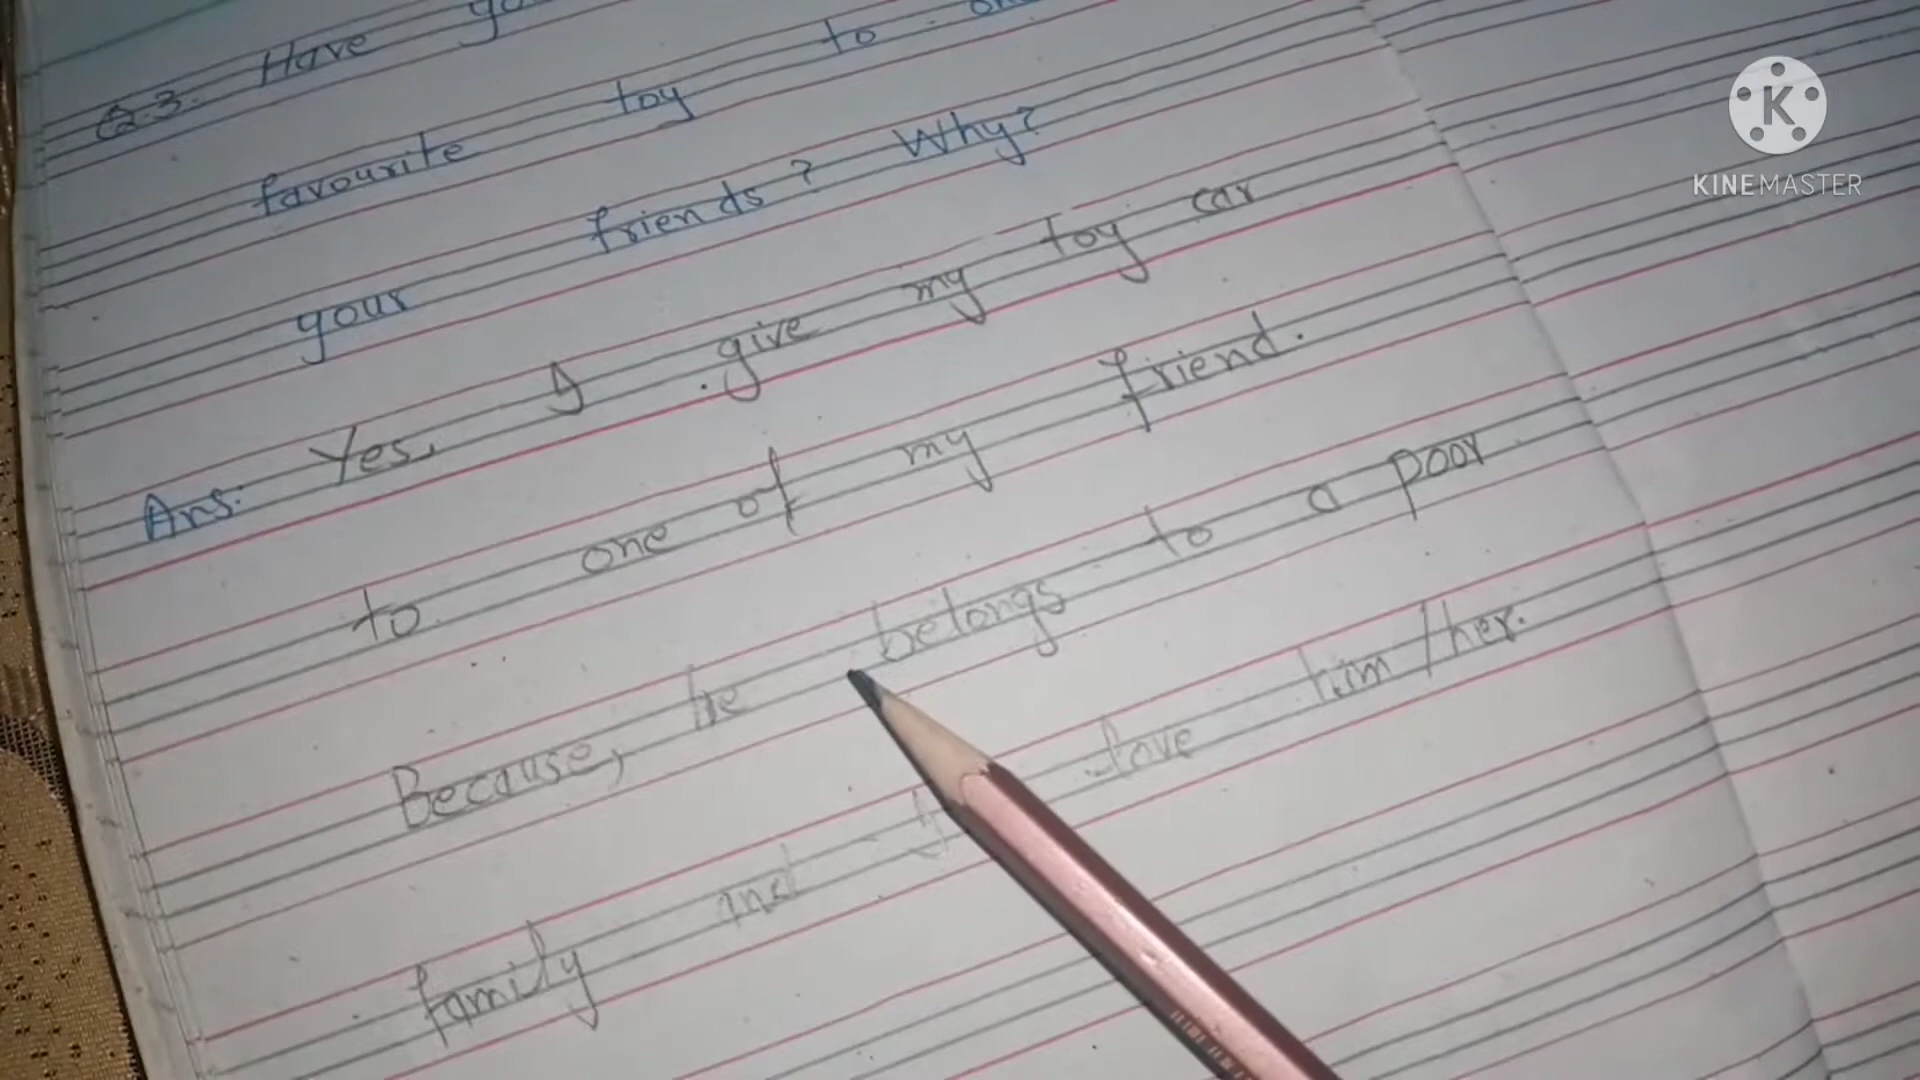 Q.3. Have
favourite toy to
your friends? Why?
Ans. Yes, I give my toy car
to one of my friend.
Because, he belongs to a poor
family and I love him/her.
KINEMASTER